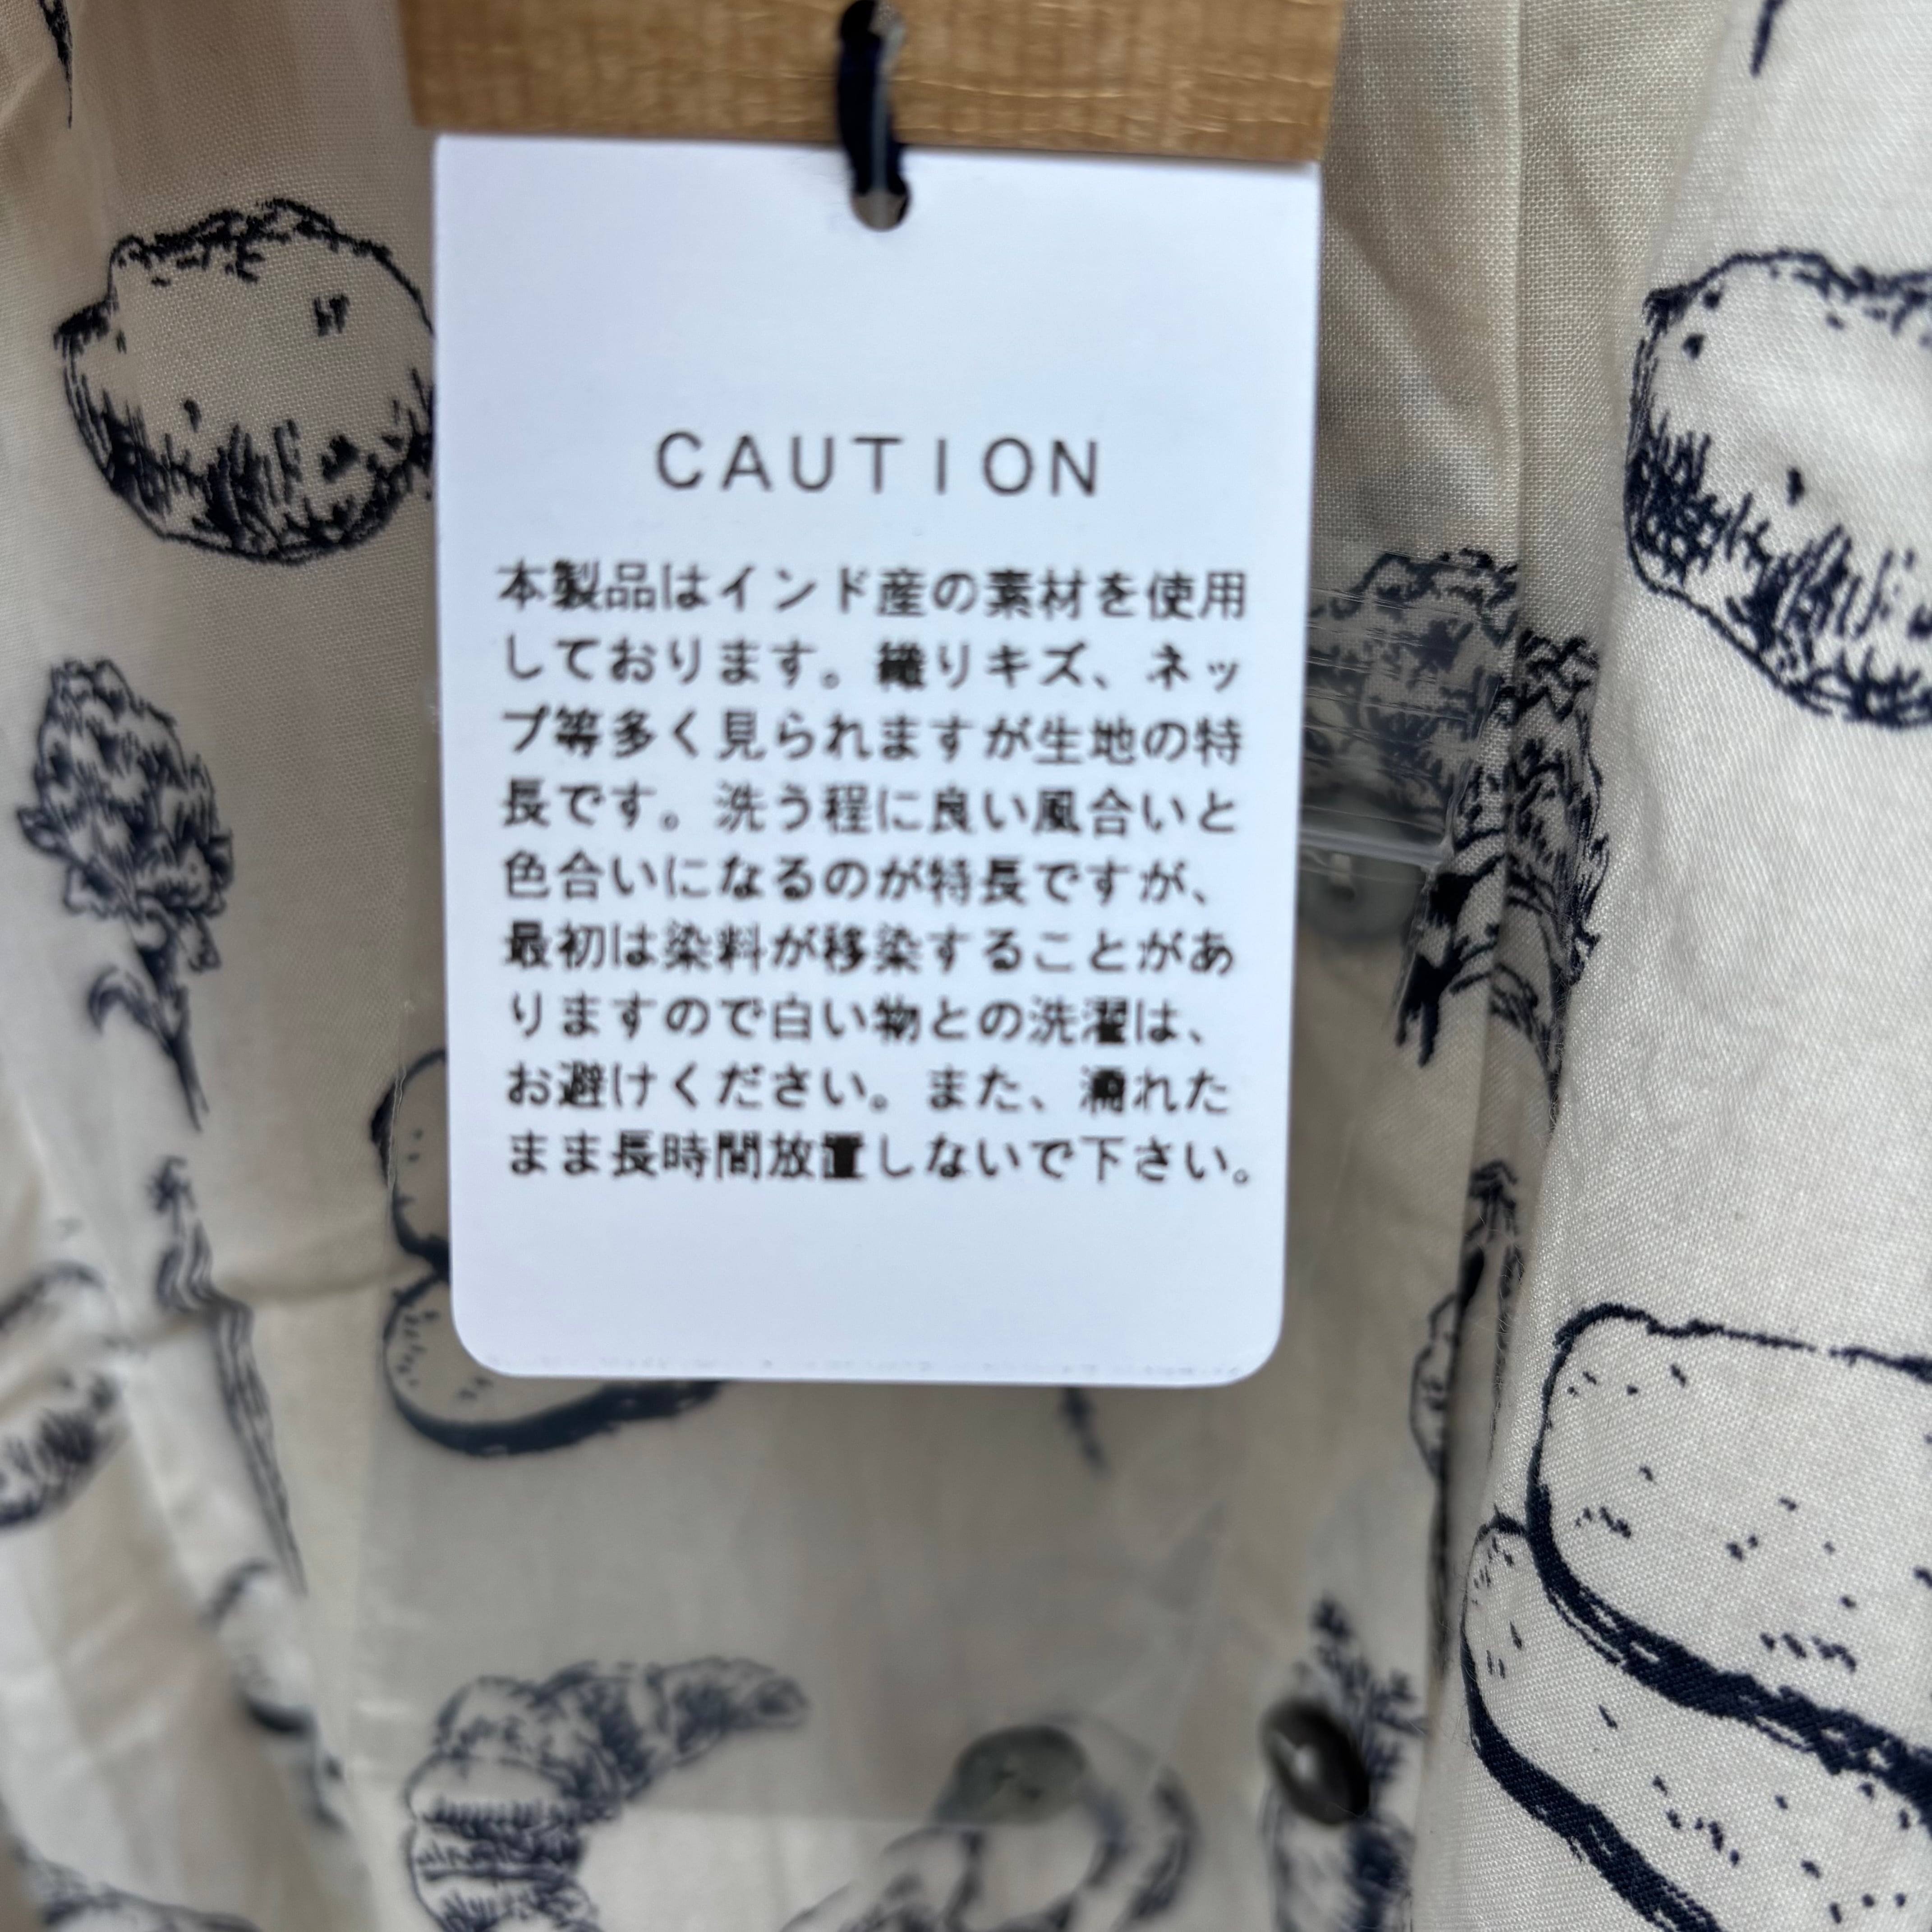 CAUTION
本製品はインド産の素材を使用
しております。織りキズ、ネッ
プ等多く見られますが生地の特
長です。洗う程に良い風合いと
色合いになるのが特長ですが、
最初は染料が移染することがあ
りますので白い物との洗濯は、
お避けください。また、濡れた
まま長時間放置しないで下さい。